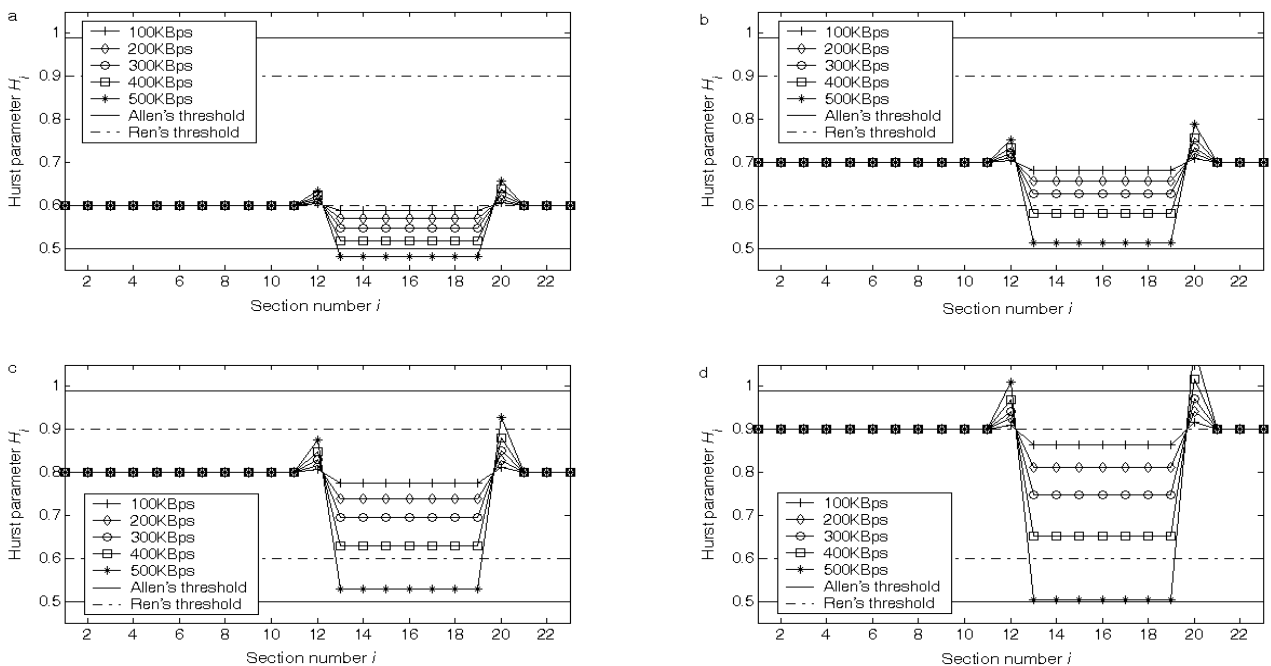 a
1
0.9
0.8
0.7
0.6
0.5
Hurst parameter Hi
100KBps
200KBps
300KBps
400KBps
500KBps
Allen's threshold
Ren's threshold
2 4 6 8 10 12 14 16 18 20 22
Section number i
b
1
0.9
0.8
0.7
0.6
0.5
Hurst parameter Hi
100KBps
200KBps
300KBps
400KBps
500KBps
Allen's threshold
Ren's threshold
2 4 6 8 10 12 14 16 18 20 22
Section number i
c
1
0.9
0.8
0.7
0.6
0.5
Hurst parameter Hi
100KBps
200KBps
300KBps
400KBps
500KBps
Allen's threshold
Ren's threshold
2 4 6 8 10 12 14 16 18 20 22
Section number i
d
1
0.9
0.8
0.7
0.6
0.5
Hurst parameter Hi
100KBps
200KBps
300KBps
400KBps
500KBps
Allen's threshold
Ren's threshold
2 4 6 8 10 12 14 16 18 20 22
Section number i